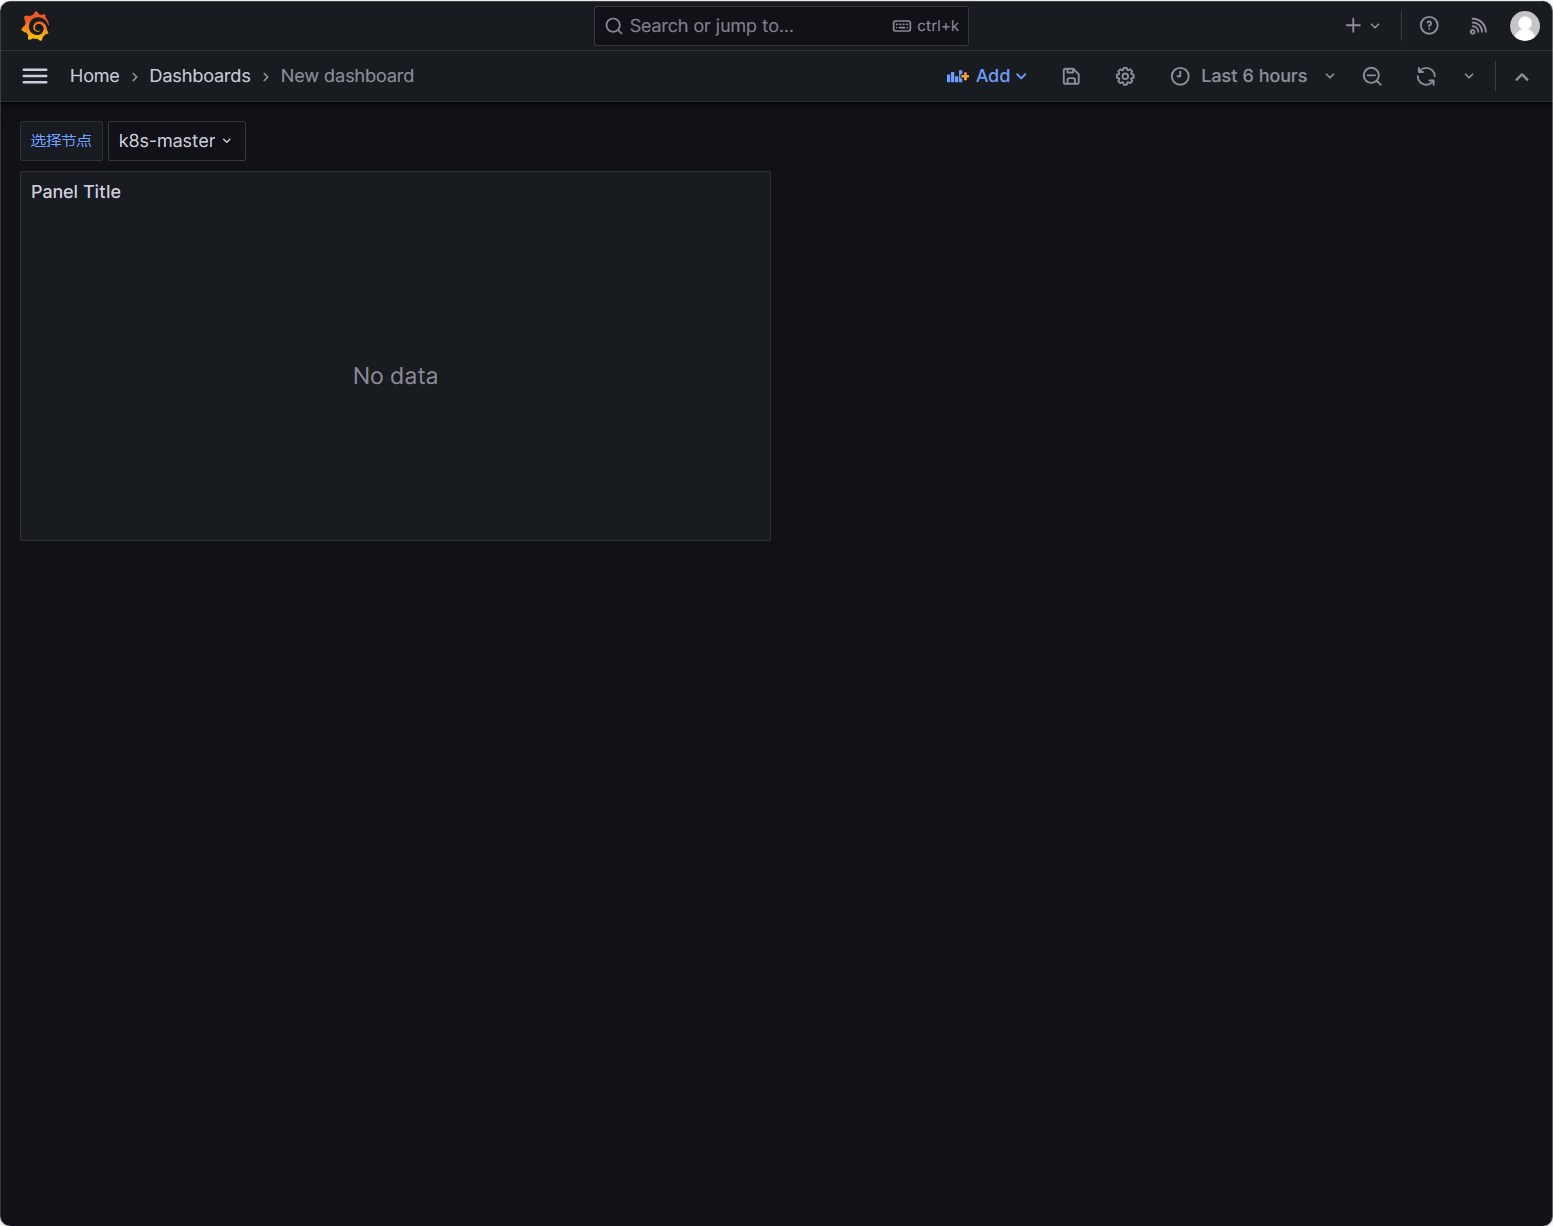 Search or jump to... ctrl+k
Home › Dashboards › New dashboard Add Last 6 hours
选择节点 k8s-master
Panel Title
No data